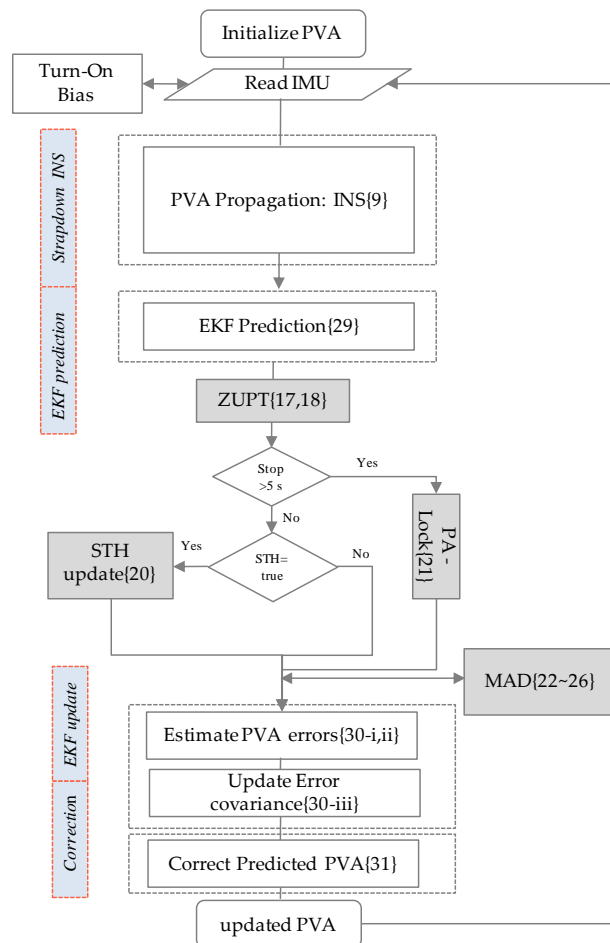 Initialize PVA
Turn-On
Bias
Read IMU
Strapdown INS
PVA Propagation: INS{9}
EKF prediction
EKF Prediction{29}
ZUPT{17,18}
Stop
>5 s
Yes
No
PA -
Lock{21}
STH
update{20}
Yes
STH=
true
No
MAD{22~26}
EKF update
Estimate PVA errors{30-i,ii}
Update Error
covariance{30-iii}
Correction
Correct Predicted PVA{31}
updated PVA